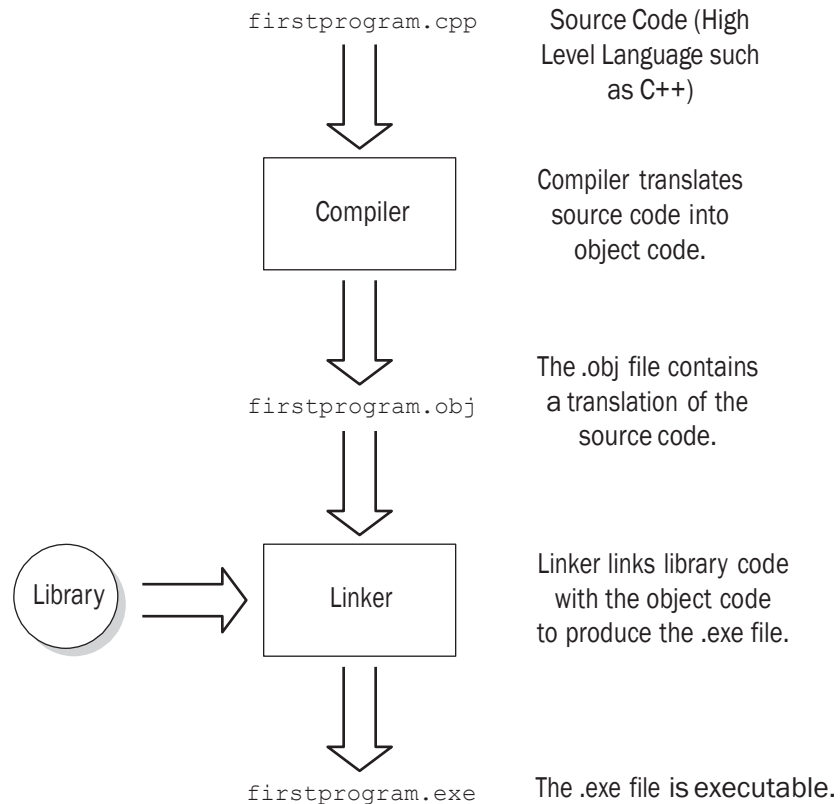 firstprogram.cpp
Source Code (High
Level Language such
as C++)
Compiler
Compiler translates
source code into
object code.
firstprogram.obj
The .obj file contains
a translation of the
source code.
Library
Linker
Linker links library code
with the object code
to produce the .exe file.
firstprogram.exe
The .exe file is executable.